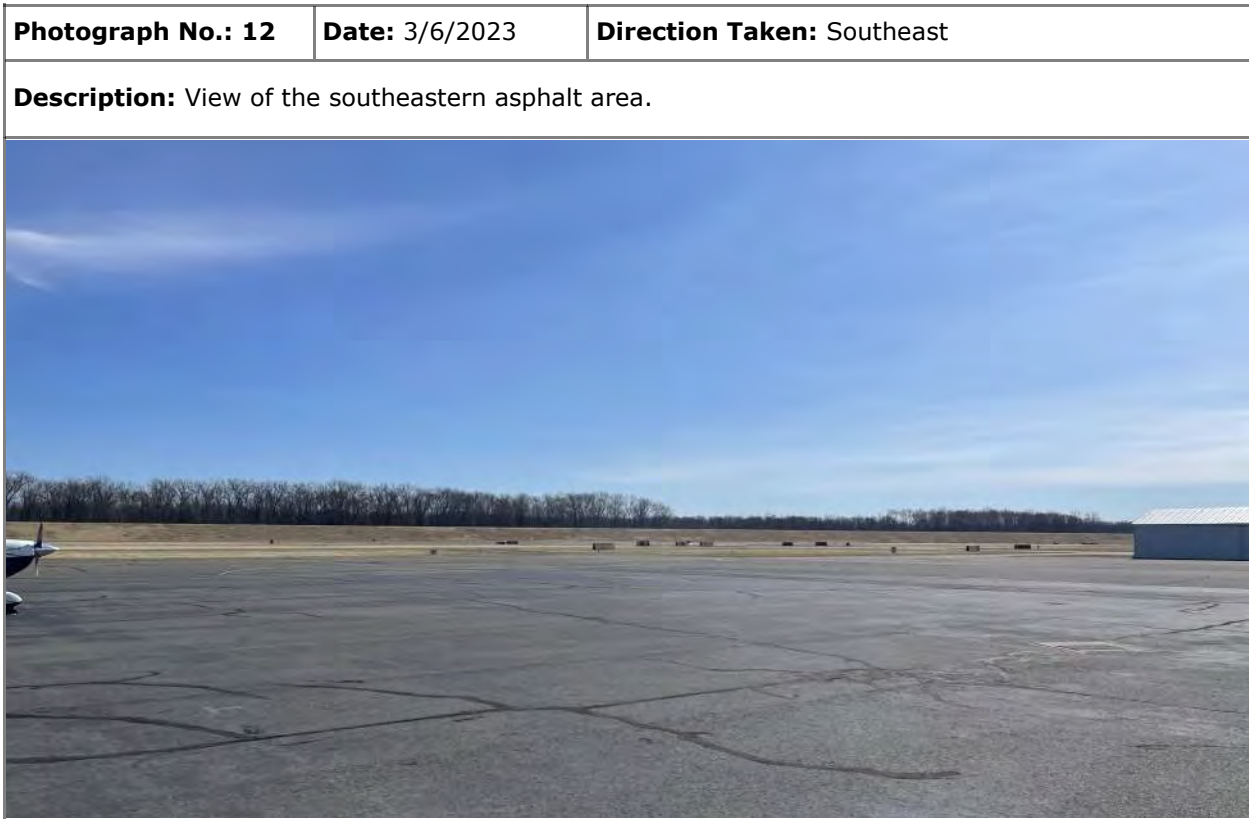 Photograph No.: 12 Date: 3/6/2023 Direction Taken: Southeast
Description: View of the southeastern asphalt area.